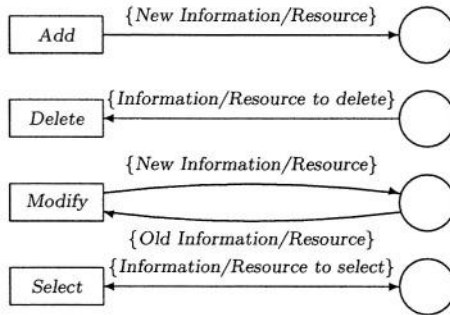 {New Information/Resource}
Add
{Information/Resource to delete}
Delete
{New Information/Resource}
Modify
{Old Information/Resource}
{Information/Resource to select}
Select